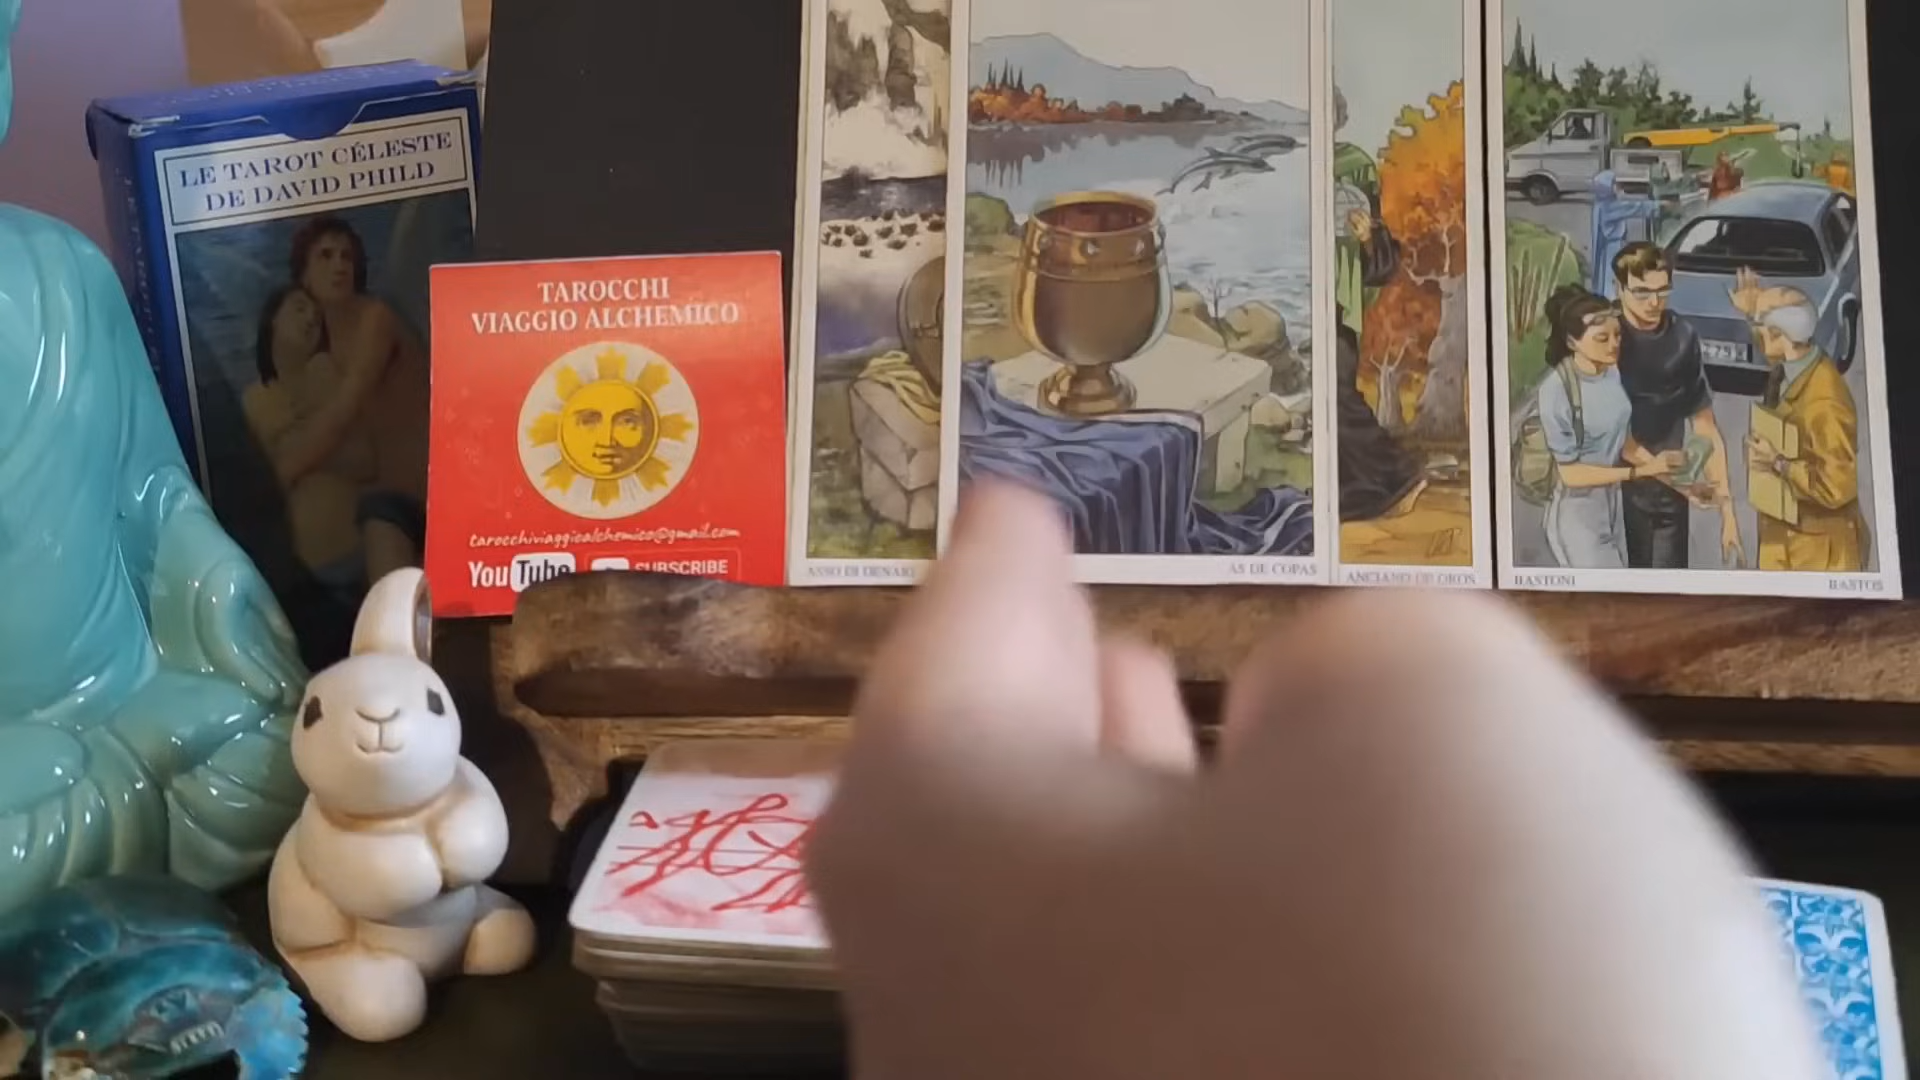 LE TAROT CÉLESTE
DE DAVID PHILD
TAROCCHI
VIAGGIO ALCHEMICO
tarocchiviaggioalchemico@gmail.com
YouTube SUBSCRIBE
ASSO DI DENARI
AS DE COPAS
ANCIANO DE OROS
BASTONI
BASTOS